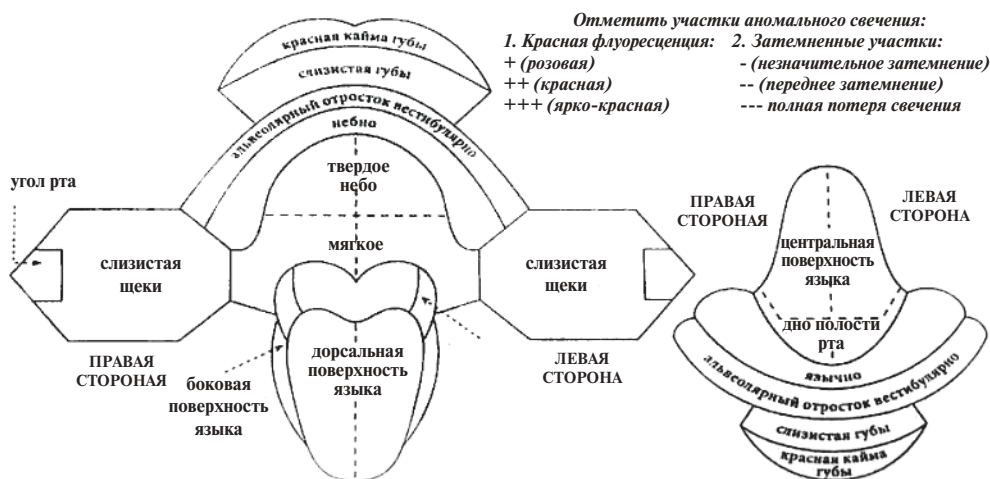 Отметить участки аномального свечения:
1. Красная флуоресценция: 2. Затемненные участки:
+ (розовая) - (незначительное затемнение)
++ (красная) -- (переднее затемнение)
+++ (ярко-красная) --- полная потеря свечения
красная кайма губы
слизистая губы
альвеолярный отросток вестибулярно
небно
твердое
небо
мягкое
угол рта
слизистая
щеки
слизистая
щеки
ПРАВАЯ
СТОРОНАЯ
боковая
поверхность
языка
дорсальная
поверхность
языка
ЛЕВАЯ
СТОРОНА
ПРАВАЯ
СТОРОНАЯ
ЛЕВАЯ
СТОРОНА
центральная
поверхность
языка
дно полости
рта
язычно
альвеолярный отросток вестибулярно
слизистая губы
красная кайма
губы